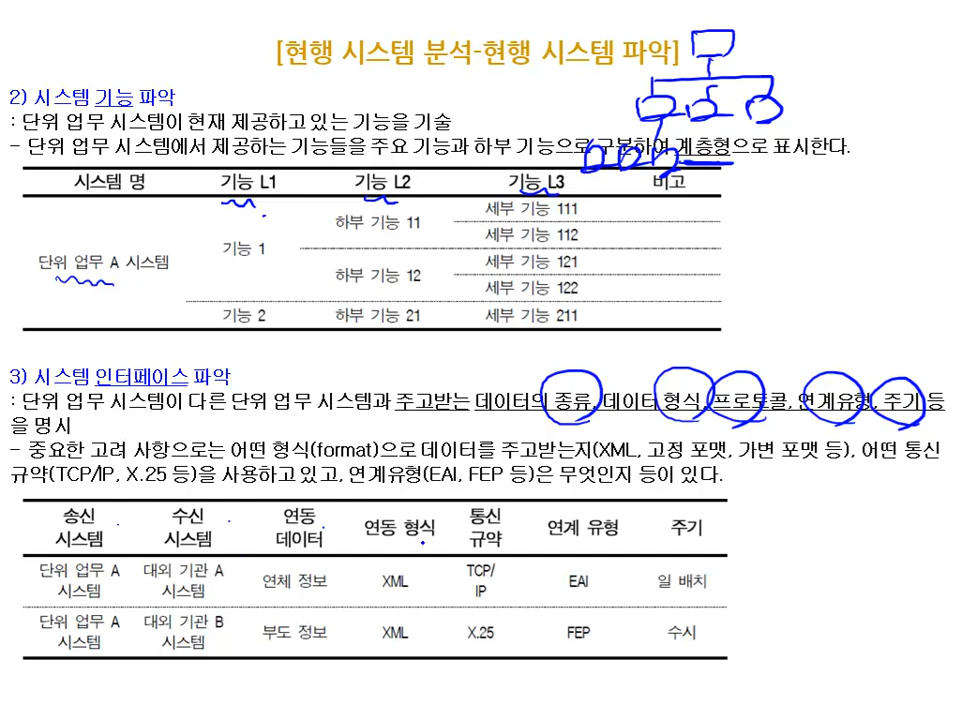 [현행 시스템 분석-현행 시스템 파악]
2) 시스템 기능 파악
: 단위 업무 시스템이 현재 제공하고 있는 기능을 기술
- 단위 업무 시스템에서 제공하는 기능들을 주요 기능과 하부 기능으로 구분하여 계층형으로 표시한다.
시스템 명 기능 L1 기능 L2 기능 L3 비고
단위 업무 A 시스템 기능 1 하부 기능 11 세부 기능 111
세부 기능 112
하부 기능 12 세부 기능 121
세부 기능 122
기능 2 하부 기능 21 세부 기능 211
3) 시스템 인터페이스 파악
: 단위 업무 시스템이 다른 단위 업무 시스템과 주고받는 데이터의 종류, 데이터 형식, 프로토콜, 연계유형, 주기 등
을 명시
- 중요한 고려 사항으로는 어떤 형식(format)으로 데이터를 주고받는지(XML, 고정 포맷, 가변 포맷 등), 어떤 통신
규약(TCP/IP, X.25 등)을 사용하고 있고, 연계유형(EAI, FEP 등)은 무엇인지 등이 있다.
송신 시스템 수신 시스템 연동 데이터 연동 형식 통신 규약 연계 유형 주기
단위 업무 A 시스템 대외 기관 A 시스템 연체 정보 XML TCP/IP EAI 일 배치
단위 업무 A 시스템 대외 기관 B 시스템 부도 정보 XML X.25 FEP 수시